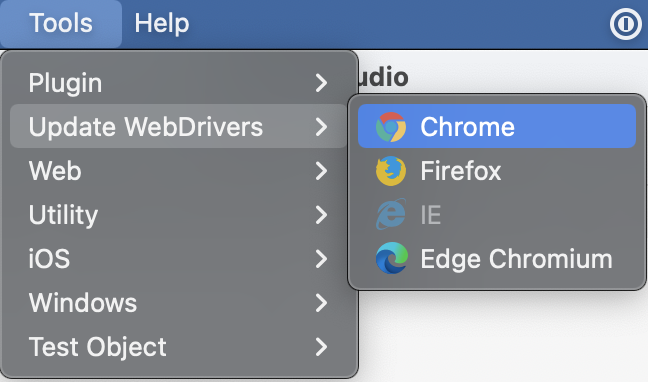 Tools Help
Plugin
Update WebDrivers
Web
Utility
iOS
Windows
Test Object
udio
Chrome
Firefox
IE
Edge Chromium